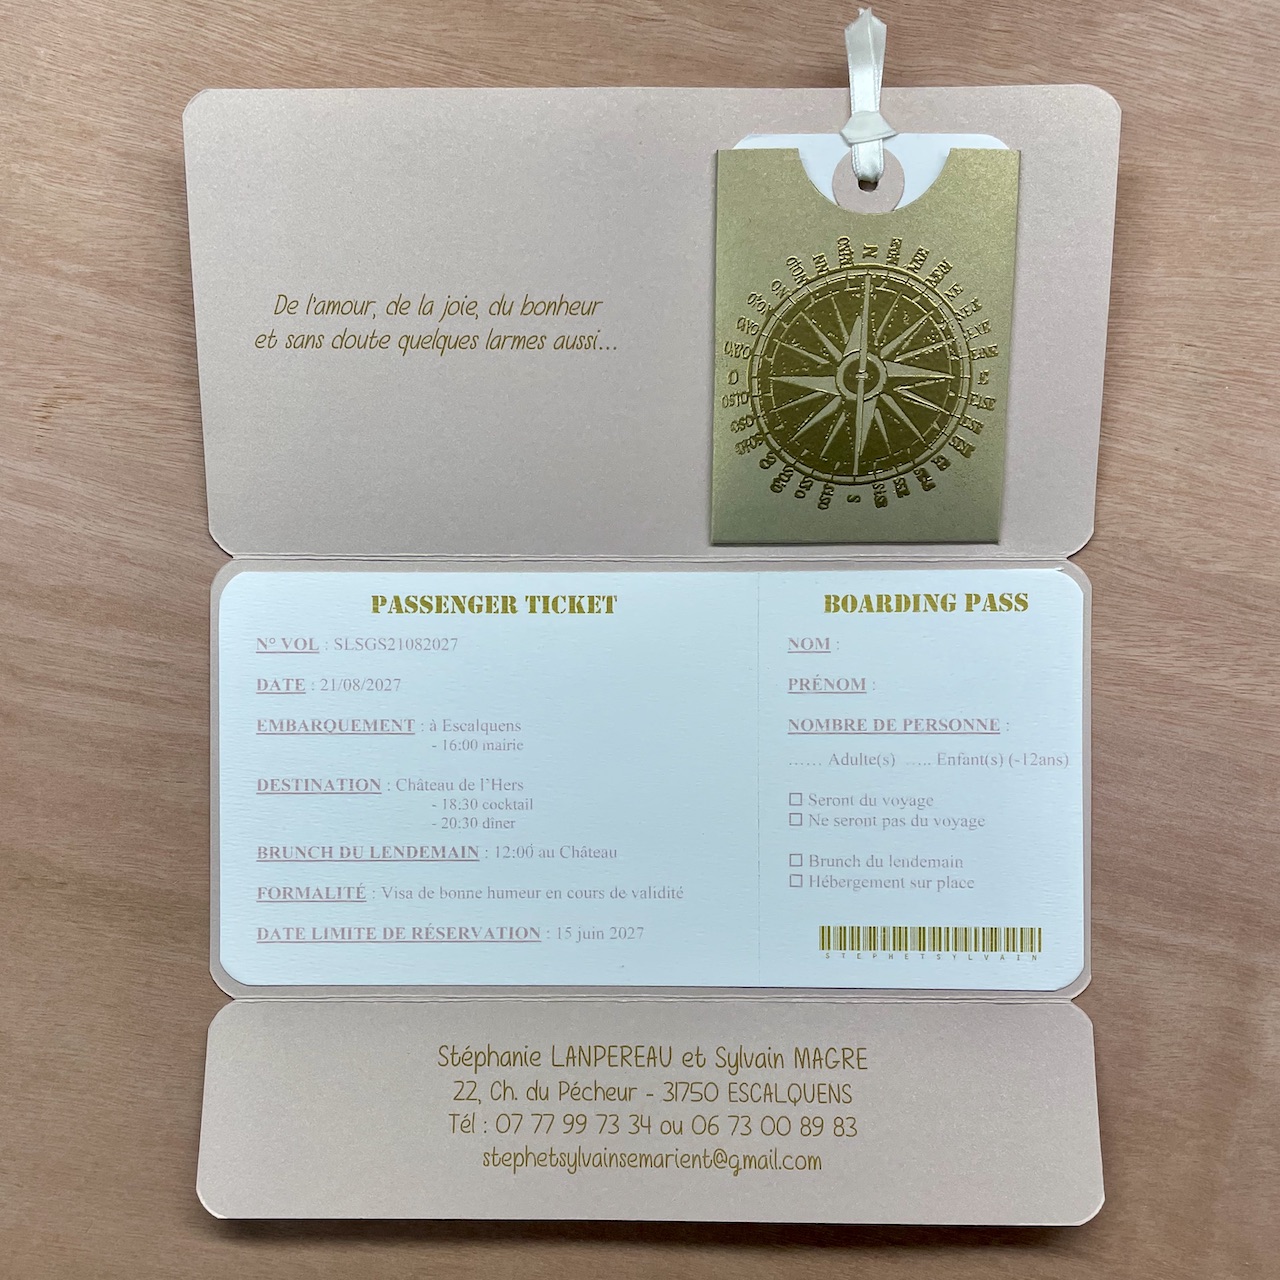 De l'amour, de la joie, du bonheur
et sans doute quelques larmes aussi...
N
NE
E
S
O
PASSENGER TICKET
N° VOL : SLSGS21082027
DATE : 21/08/2027
EMBARQUEMENT : à Escalquens
- 16:00 mairie
DESTINATION : Château de l'Hers
- 18:30 cocktail
- 20:30 dîner
BRUNCH DU LENDEMAIN : 12:00 au Château
FORMALITÉ : Visa de bonne humeur en cours de validité
DATE LIMITE DE RÉSERVATION : 15 juin 2027
BOARDING PASS
NOM :
PRÉNOM :
NOMBRE DE PERSONNE :
...... Adulte(s) ..... Enfant(s) (-12ans)
☐ Seront du voyage
☐ Ne seront pas du voyage
☐ Brunch du lendemain
☐ Hébergement sur place
STEPHETSYLVAIN
Stéphanie LANPEREAU et Sylvain MAGRE
22, Ch. du Pécheur - 31750 ESCALQUENS
Tél : 07 77 99 73 34 ou 06 73 00 89 83
stephetsylvainsemarient@gmail.com